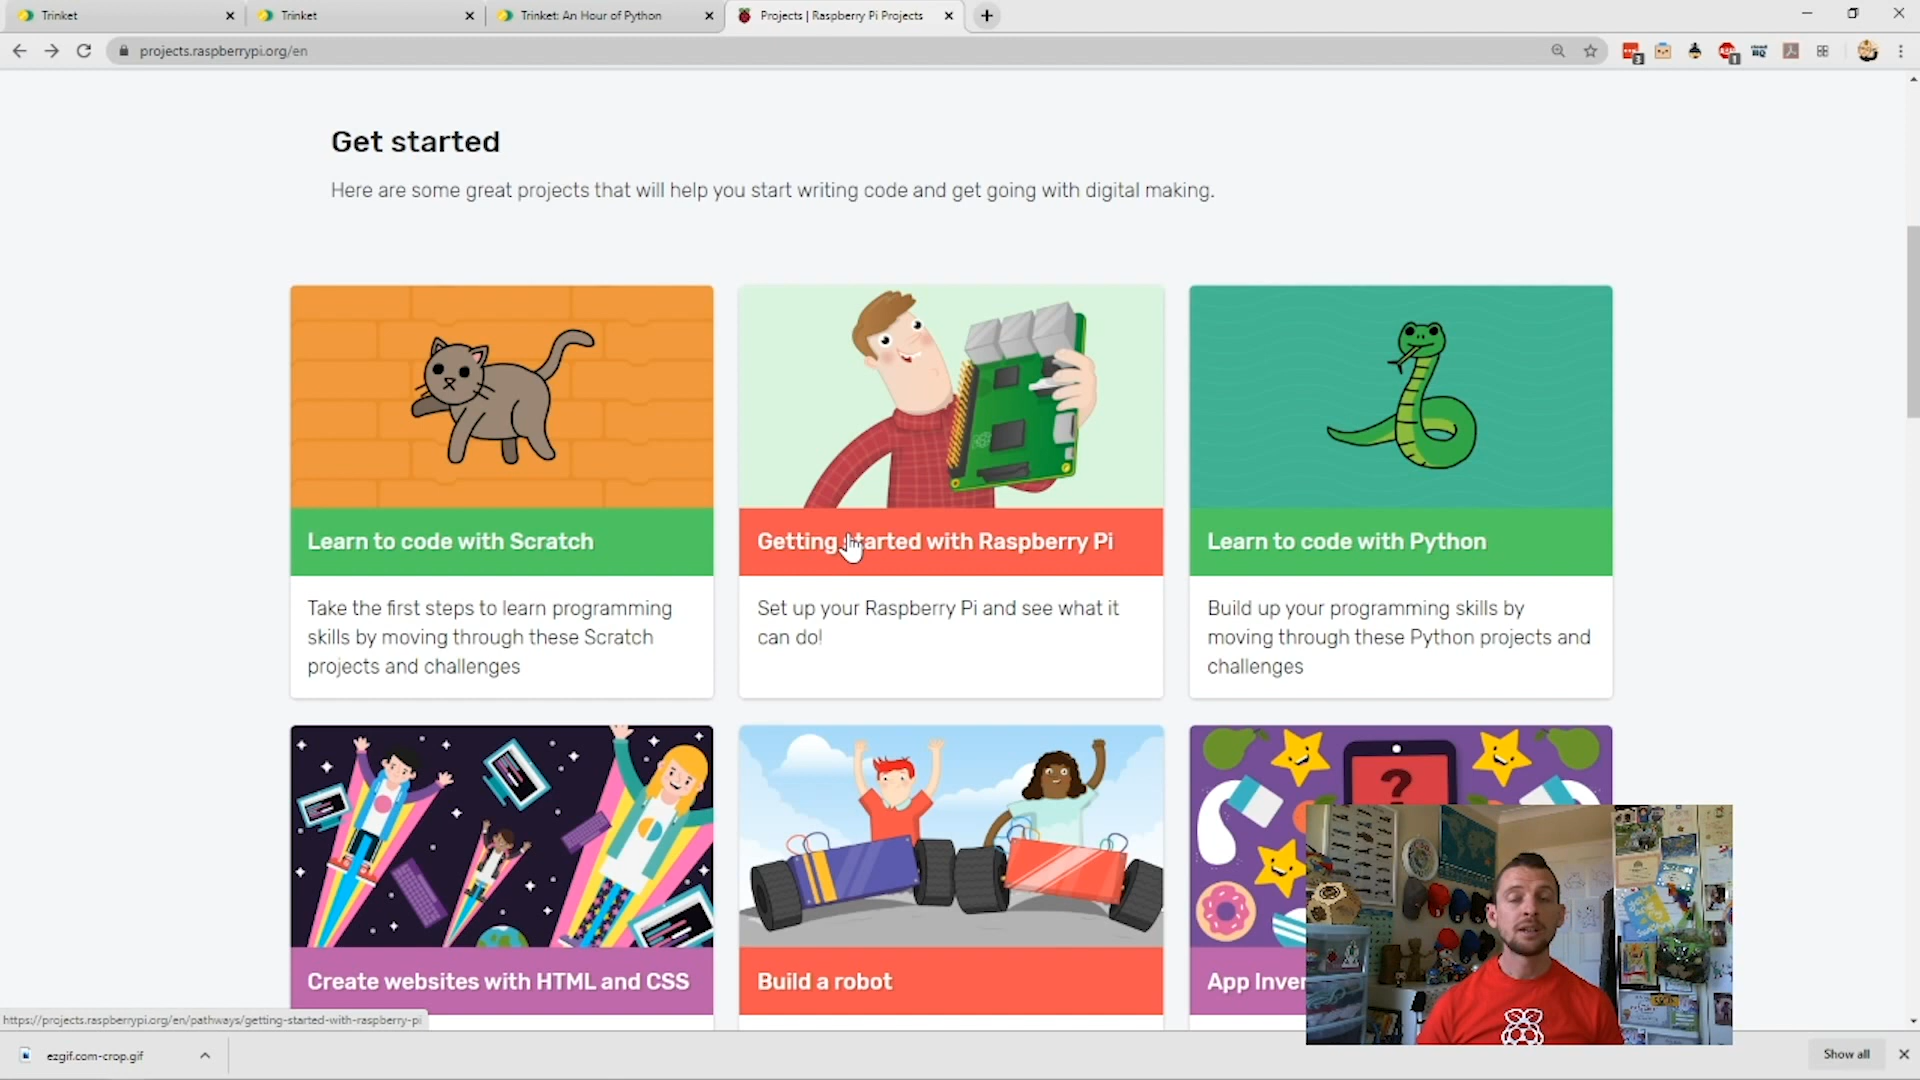 Trinket
Trinket
Trinket: An Hour of Python
Projects | Raspberry Pi Projects
projects.raspberrypi.org/en
3
1
Get started
Here are some great projects that will help you start writing code and get going with digital making.
Learn to code with Scratch
Take the first steps to learn programming
skills by moving through these Scratch
projects and challenges
Getting started with Raspberry Pi
Set up your Raspberry Pi and see what it
can do!
Learn to code with Python
Build up your programming skills by
moving through these Python projects and
challenges
?
Create websites with HTML and CSS
Build a robot
App Inver
https://projects.raspberrypi.org/en/pathways/getting-started-with-raspberry-pi
ezgif.com-crop.gif
Show all